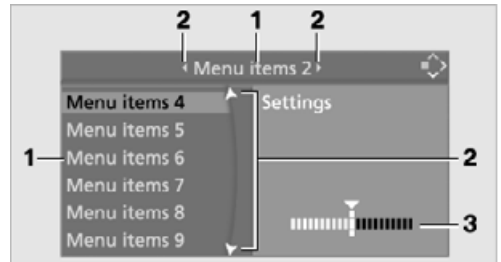 2 1 2
Menu items 2
Menu items 4 Settings
Menu items 5
1 Menu items 6 2
Menu items 7
Menu items 8 3
Menu items 9